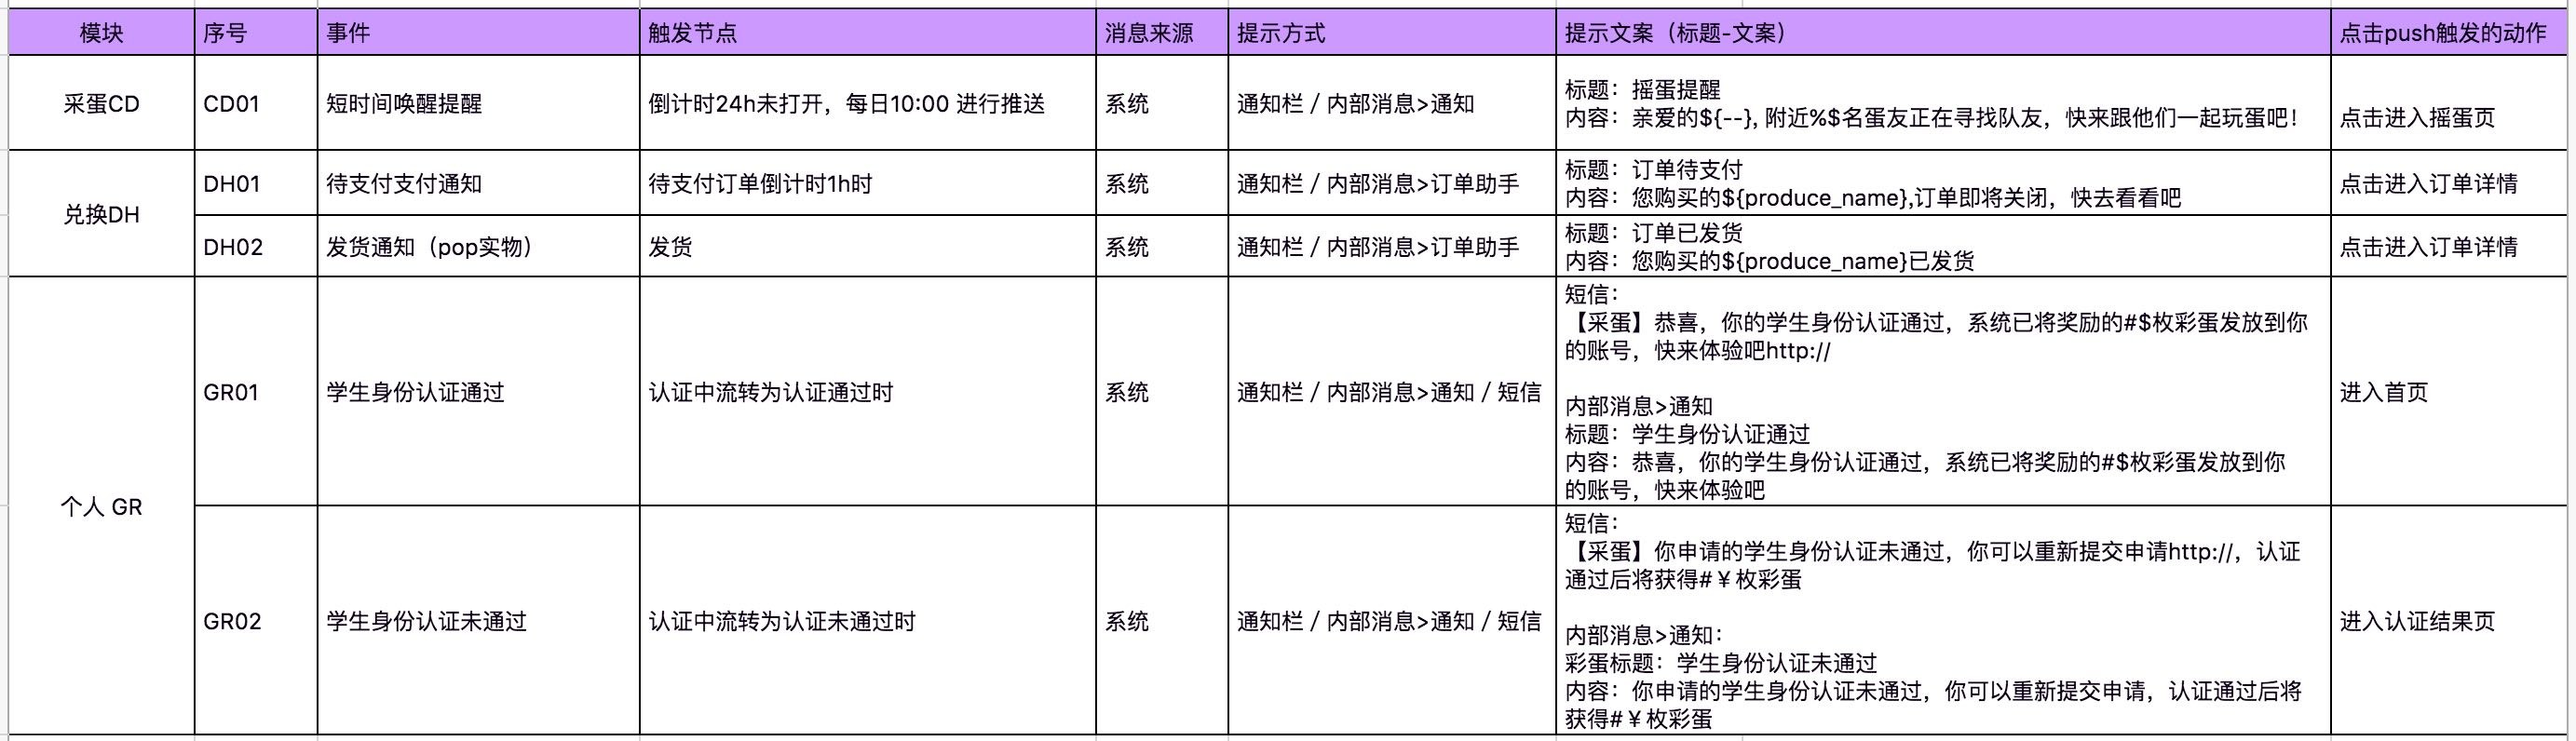 模块 序号 事件 触发节点 消息来源 提示方式 提示文案（标题-文案） 点击push触发的动作
采蛋CD CD01 短时间唤醒提醒 倒计时24h未打开，每日10:00 进行推送 系统 通知栏 / 内部消息>通知
标题：摇蛋提醒
内容：亲爱的${--}, 附近%$名蛋友正在寻找队友，快来跟他们一起玩蛋吧！
点击进入摇蛋页
兑换DH
DH01 待支付支付通知 待支付订单倒计时1h时 系统 通知栏 / 内部消息>订单助手
标题：订单待支付
内容：您购买的${produce_name},订单即将关闭，快去看看吧
点击进入订单详情
DH02 发货通知（pop实物） 发货 系统 通知栏 / 内部消息>订单助手
标题：订单已发货
内容：您购买的${produce_name}已发货
点击进入订单详情
个人 GR
GR01 学生身份认证通过 认证中流转为认证通过时 系统 通知栏 / 内部消息>通知 / 短信
短信：
【采蛋】恭喜，你的学生身份认证通过，系统已将奖励的#$枚彩蛋发放到你
的账号，快来体验吧http://
内部消息>通知
标题：学生身份认证通过
内容：恭喜，你的学生身份认证通过，系统已将奖励的#$枚彩蛋发放到你
的账号，快来体验吧
进入首页
GR02 学生身份认证未通过 认证中流转为认证未通过时 系统 通知栏 / 内部消息>通知 / 短信
短信：
【采蛋】你申请的学生身份认证未通过，你可以重新提交申请http://，认证
通过后将获得#￥枚彩蛋
内部消息>通知：
彩蛋标题：学生身份认证未通过
内容：你申请的学生身份认证未通过，你可以重新提交申请，认证通过后将
获得#￥枚彩蛋
进入认证结果页